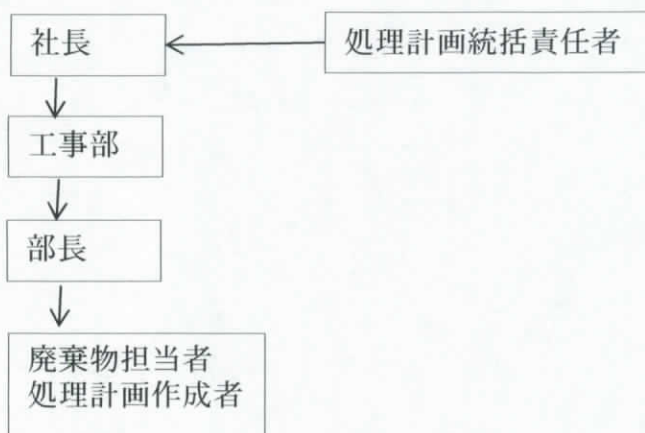 社長
処理計画統括責任者
工事部
部長
廃棄物担当者
処理計画作成者